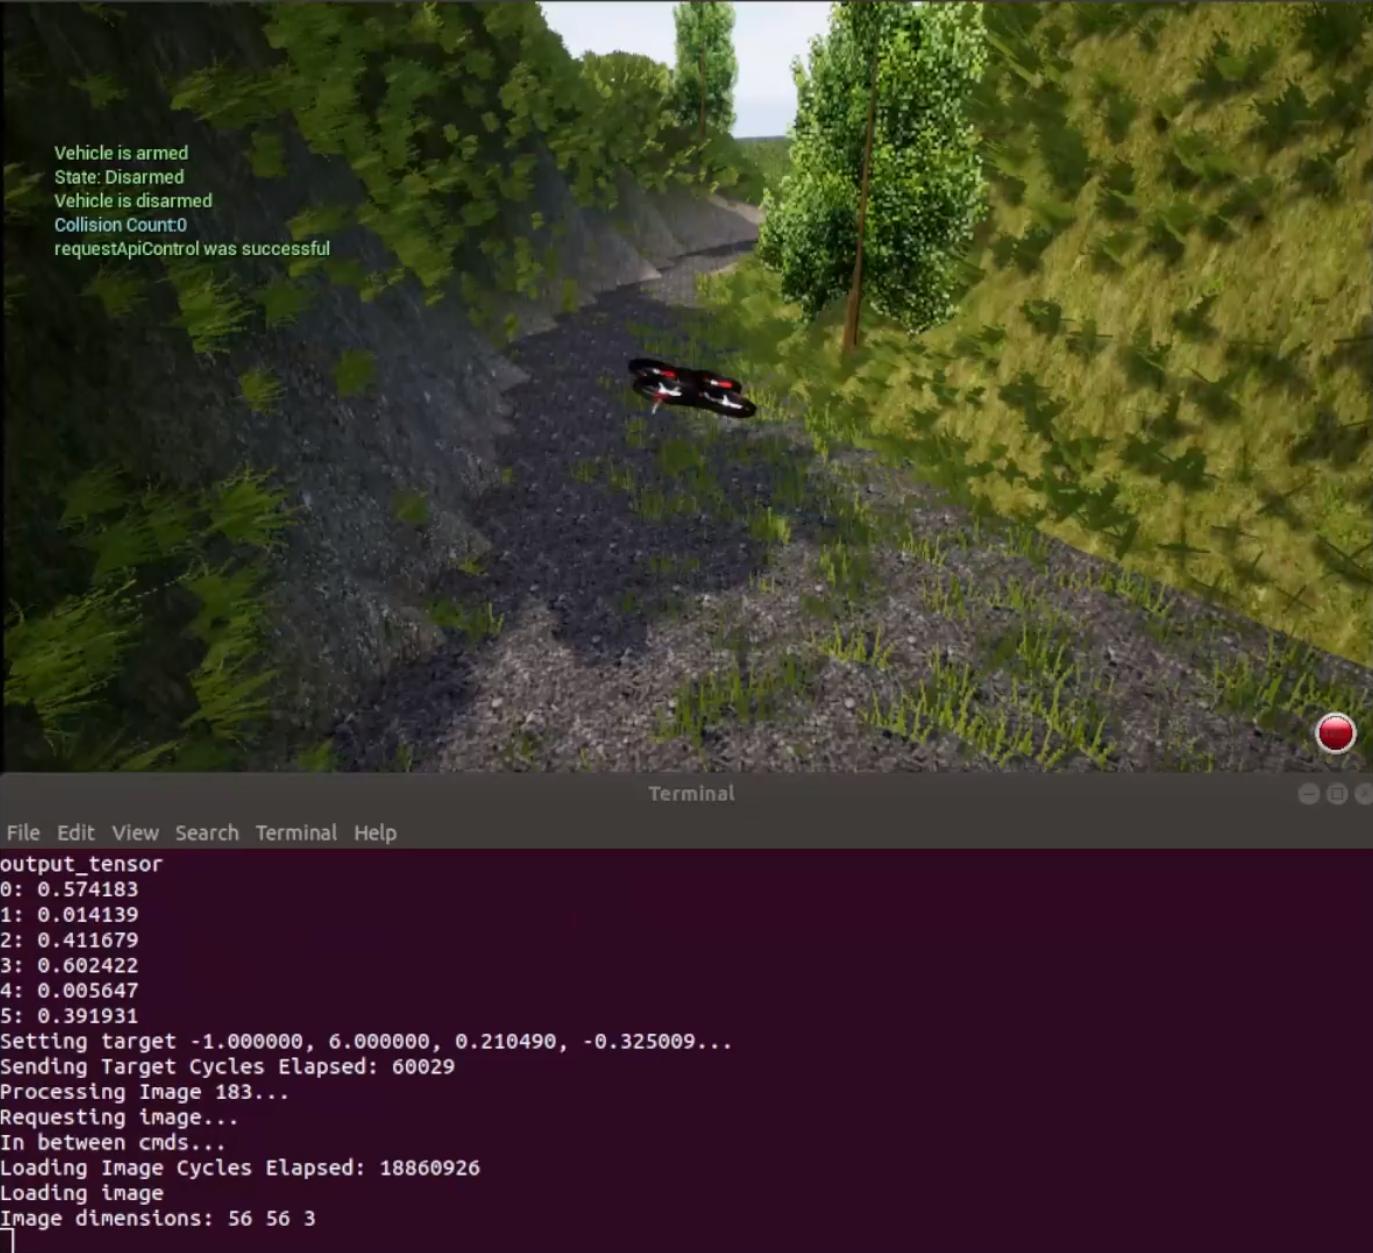 Vehicle is armed
State: Disarmed
Vehicle is disarmed
Collision Count:0
requestApiControl was successful
Terminal
File Edit View Search Terminal Help
output_tensor
0: 0.574183
1: 0.014139
2: 0.411679
3: 0.602422
4: 0.005647
5: 0.391931
Setting target -1.000000, 6.000000, 0.210490, -0.325009...
Sending Target Cycles Elapsed: 60029
Processing Image 183...
Requesting image...
In between cmds...
Loading Image Cycles Elapsed: 18860926
Loading image
Image dimensions: 56 56 3